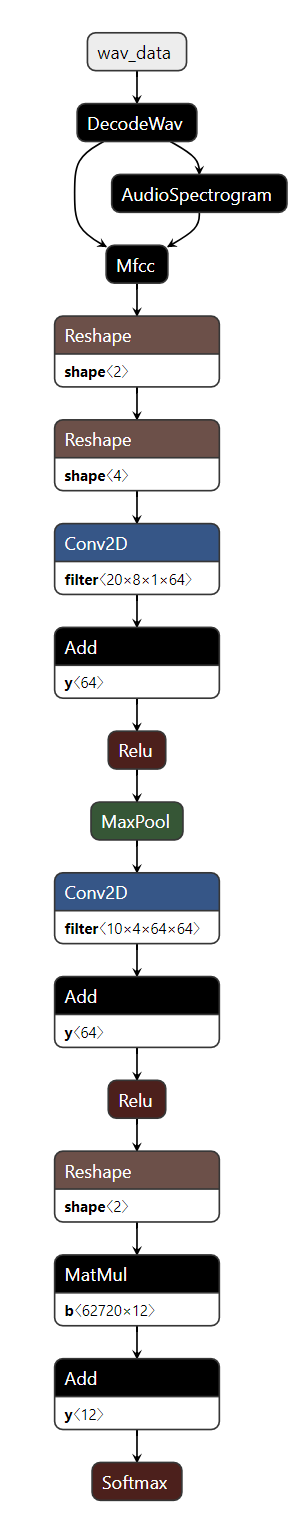 wav_data
DecodeWav
AudioSpectrogram
Mfcc
Reshape
shape⟨2⟩
Reshape
shape⟨4⟩
Conv2D
filter⟨20×8×1×64⟩
Add
y⟨64⟩
Relu
MaxPool
Conv2D
filter⟨10×4×64×64⟩
Add
y⟨64⟩
Relu
Reshape
shape⟨2⟩
MatMul
b⟨62720×12⟩
Add
y⟨12⟩
Softmax